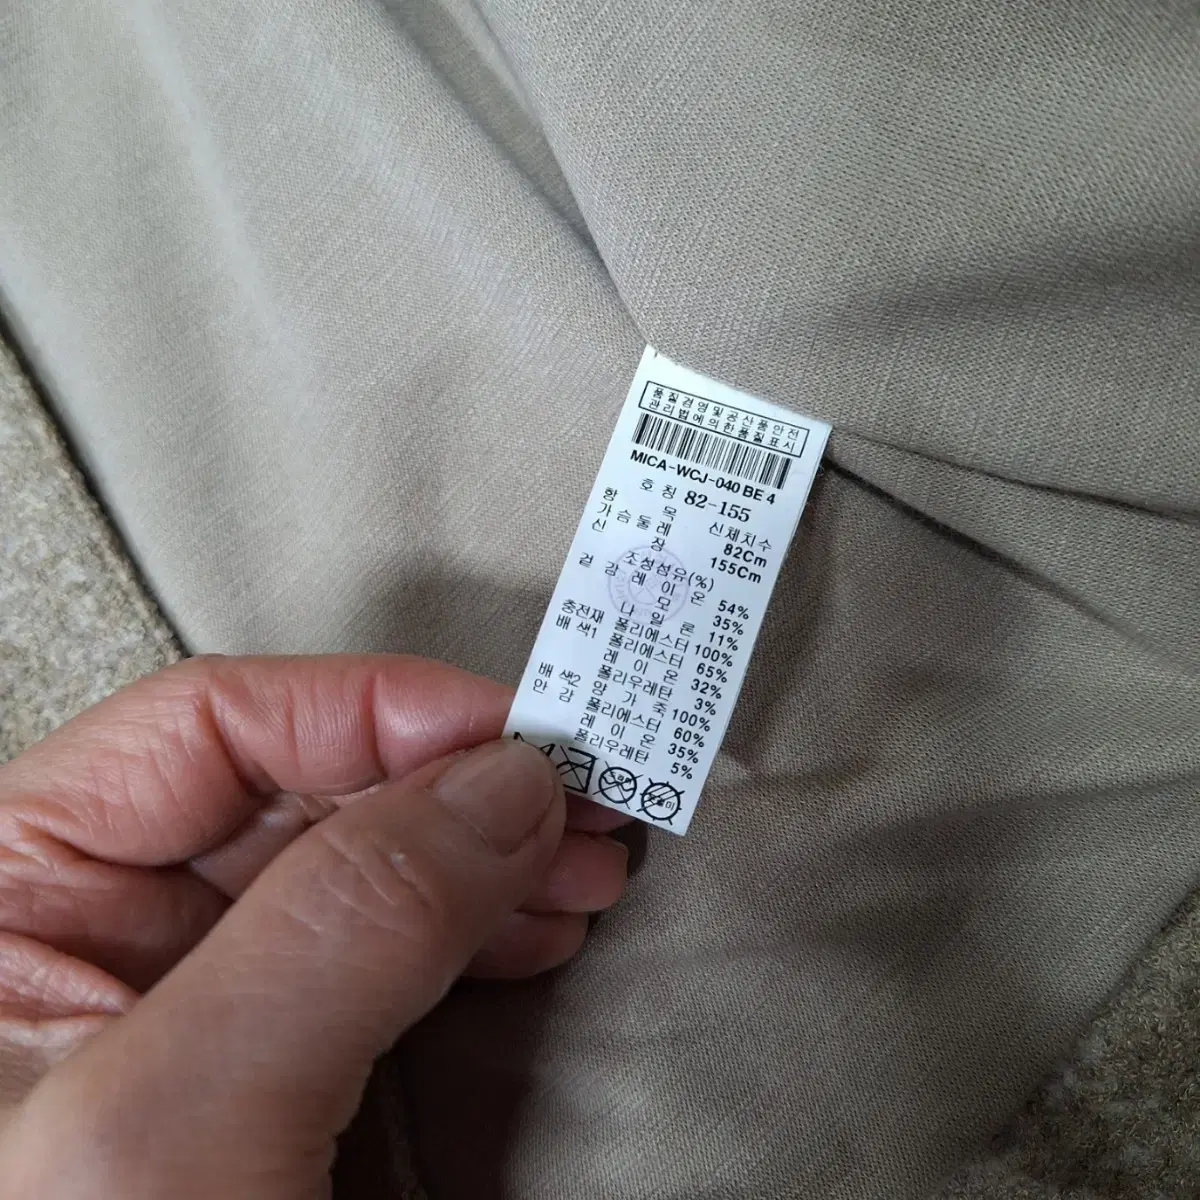 품질경영및공산품안전
관리법에의한품질표시
MICA-WCJ-040 BE 4
호 칭 82-155
항 목 신체치수
가 슴 둘 레 82Cm
신 장 155Cm
조성섬유(%)
겉 감 레 이 온 54%
모 35%
나 일 론 11%
충전재 폴리에스터 100%
배 색1 폴리에스터 65%
레 이 온 32%
폴리우레탄 3%
배 색2 양 가 죽 100%
안 감 폴리에스터 60%
레 이 온 35%
폴리우레탄 5%